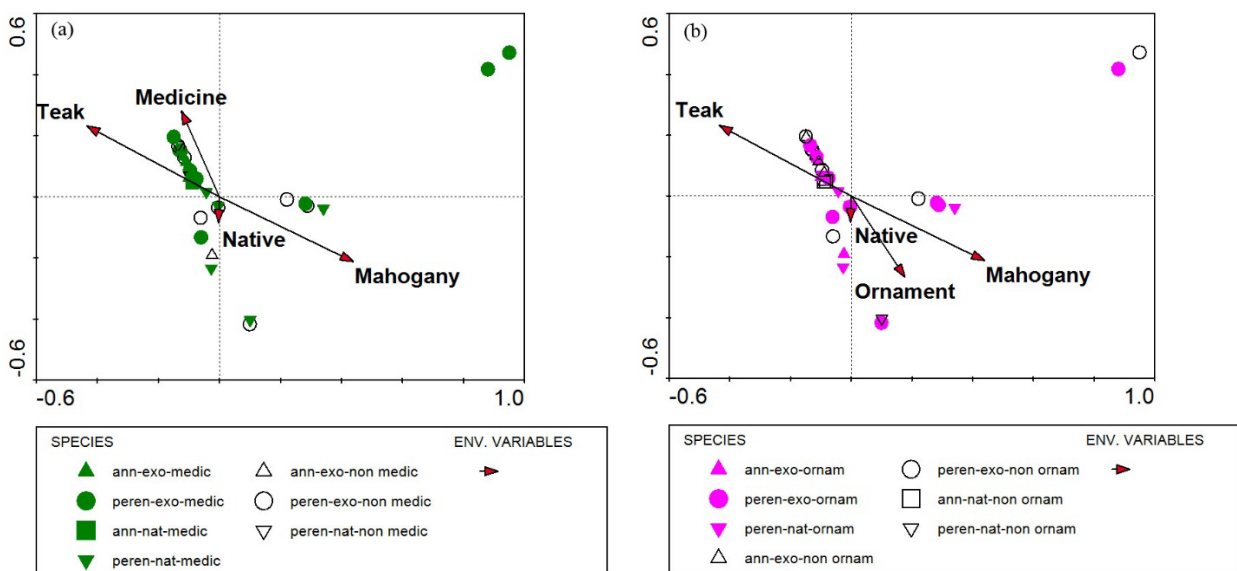 (a)
0.6
Medicine
Teak
Native
Mahogany
-0.6
-0.6
1.0
SPECIES
ENV. VARIABLES
ann-exo-medic
ann-exo-non medic
peren-exo-medic
peren-exo-non medic
ann-nat-medic
peren-nat-non medic
peren-nat-medic
(b)
0.6
Teak
Native
Mahogany
Ornament
-0.6
-0.6
1.0
SPECIES
ENV. VARIABLES
ann-exo-ornam
peren-exo-non ornam
peren-exo-ornam
ann-nat-non ornam
peren-nat-ornam
peren-nat-non ornam
ann-exo-non ornam